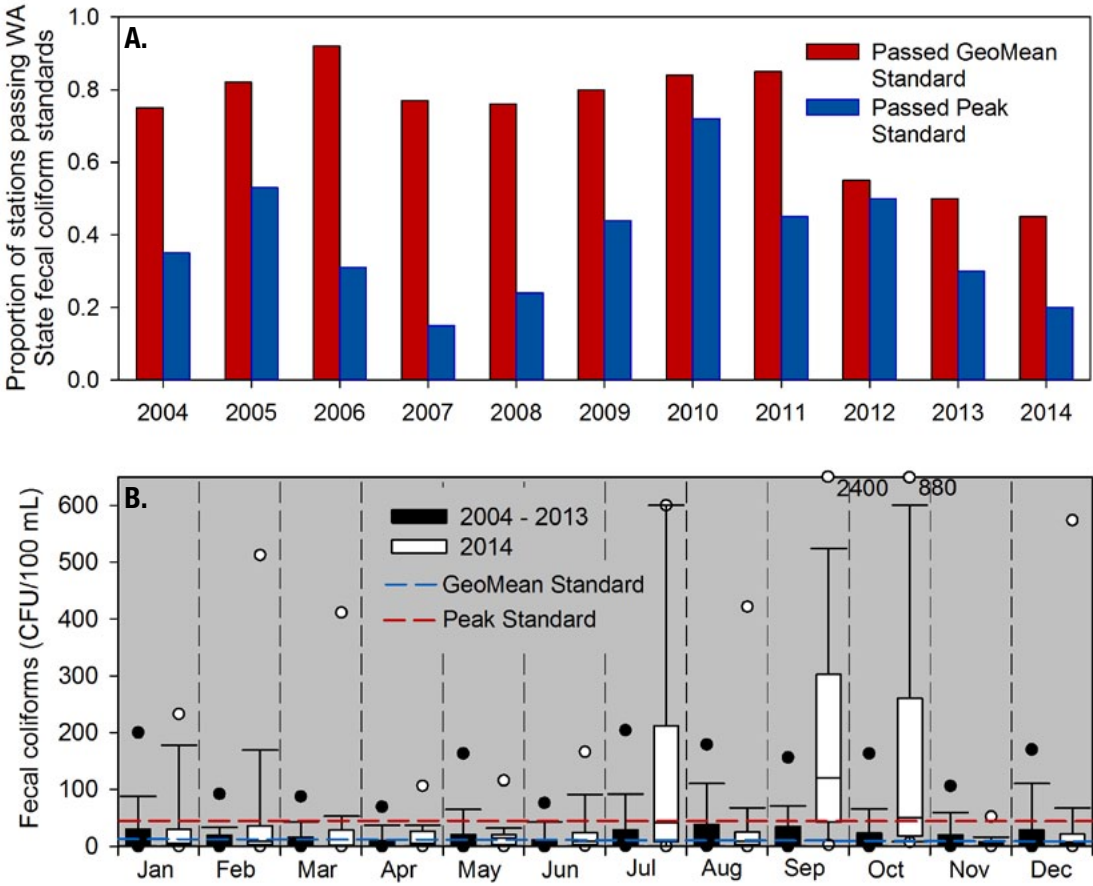 A.
Proportion of stations passing WA
State fecal coliform standards
1.0
0.8
0.6
0.4
0.2
0.0
Passed GeoMean
Standard
Passed Peak
Standard
2004 2005 2006 2007 2008 2009 2010 2011 2012 2013 2014
B.
Fecal coliforms (CFU/100 mL)
600
500
400
300
200
100
0
2400 880
2004 - 2013
2014
GeoMean Standard
Peak Standard
Jan Feb Mar Apr May Jun Jul Aug Sep Oct Nov Dec